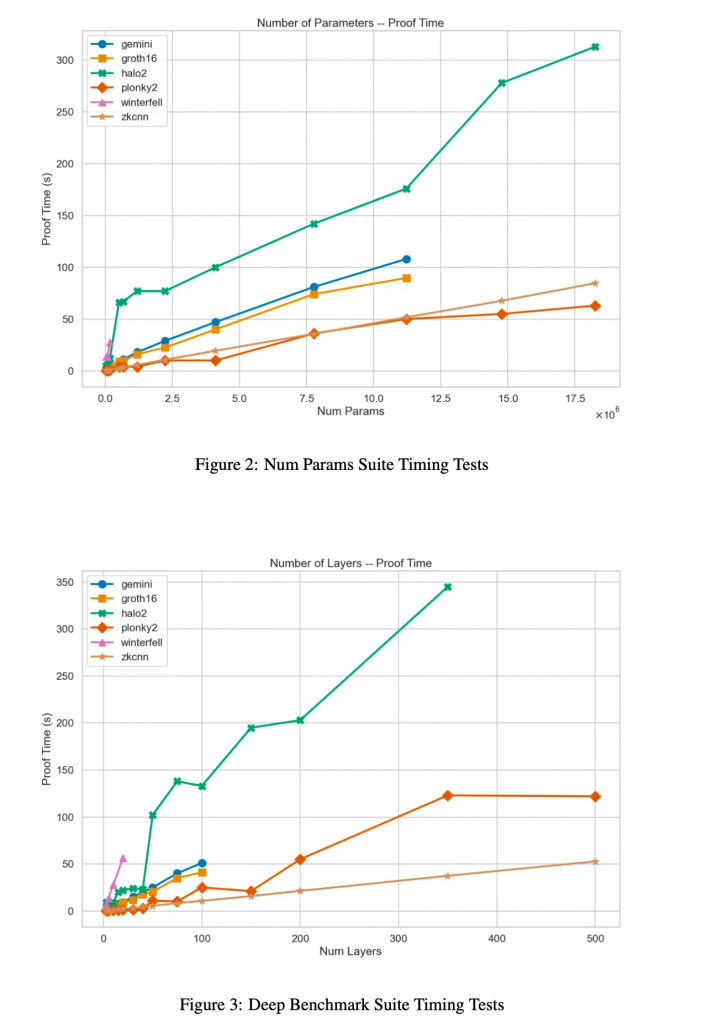 Number of Parameters -- Proof Time
gemini
groth16
halo2
plonky2
winterfell
zkcnn
300
250
200
150
100
50
0
Proof Time (s)
0.0 2.5 5.0 7.5 10.0 12.5 15.0 17.5
Num Params
×10⁶
Figure 2: Num Params Suite Timing Tests
Number of Layers -- Proof Time
gemini
groth16
halo2
plonky2
winterfell
zkcnn
350
300
250
200
150
100
50
0
Proof Time (s)
0 100 200 300 400 500
Num Layers
Figure 3: Deep Benchmark Suite Timing Tests